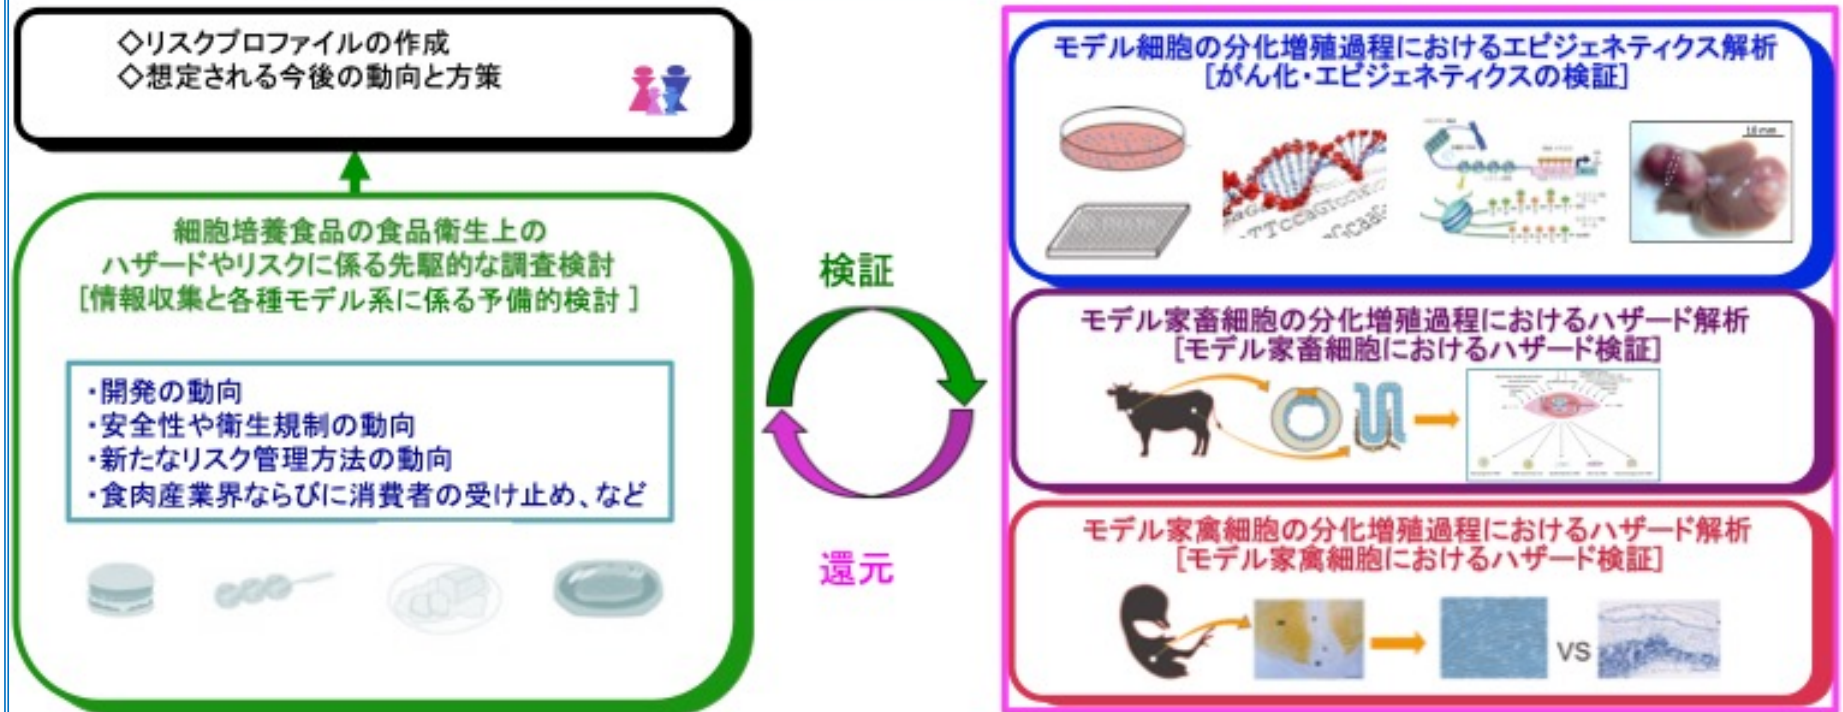 ◇リスクプロファイルの作成
◇想定される今後の動向と方策
細胞培養食品の食品衛生上の
ハザードやリスクに係る先駆的な調査検討
[情報収集と各種モデル系に係る予備的検討 ]
・開発の動向
・安全性や衛生規制の動向
・新たなリスク管理方法の動向
・食肉産業界ならびに消費者の受け止め、など
検証
還元
モデル細胞の分化増殖過程におけるエピジェネティクス解析
[がん化・エピジェネティクスの検証]
10 mm
モデル家畜細胞の分化増殖過程におけるハザード解析
[モデル家畜細胞におけるハザード検証]
モデル家禽細胞の分化増殖過程におけるハザード解析
[モデル家禽細胞におけるハザード検証]
VS